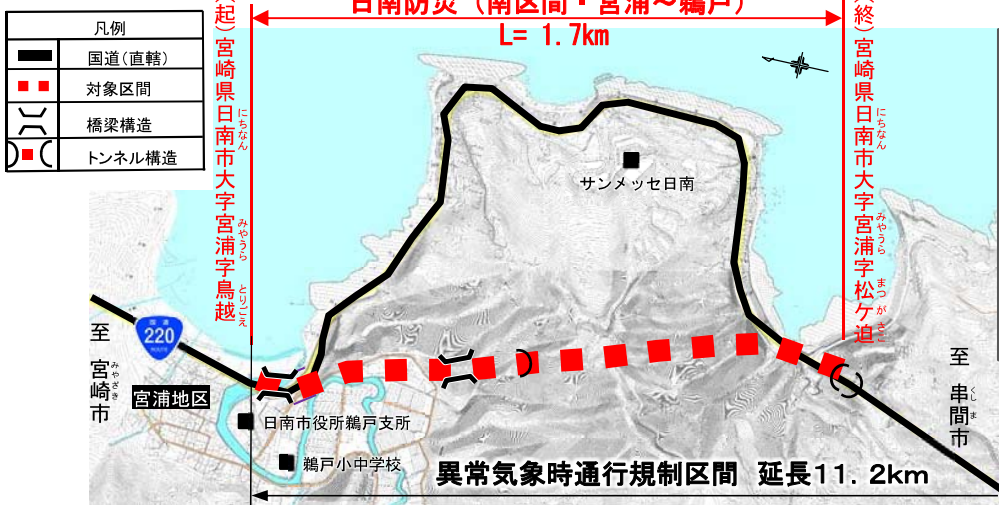 日南防災（南区間・宮浦～鵜戸）
L= 1.7km
凡例
国道(直轄)
対象区間
橋梁構造
トンネル構造
起）宮崎県日南市大字宮浦字鳥越
にちなん
みやうら
とりごえ
終）宮崎県日南市大字宮浦字松ケ迫
にちなん
みやうら
まつ が さこ
サンメッセ日南
国道
220
ROUTE
至 宮崎市
みやざき
宮浦地区
日南市役所鵜戸支所
鵜戸小中学校
至 串間市
くしま
異常気象時通行規制区間 延長11.2km